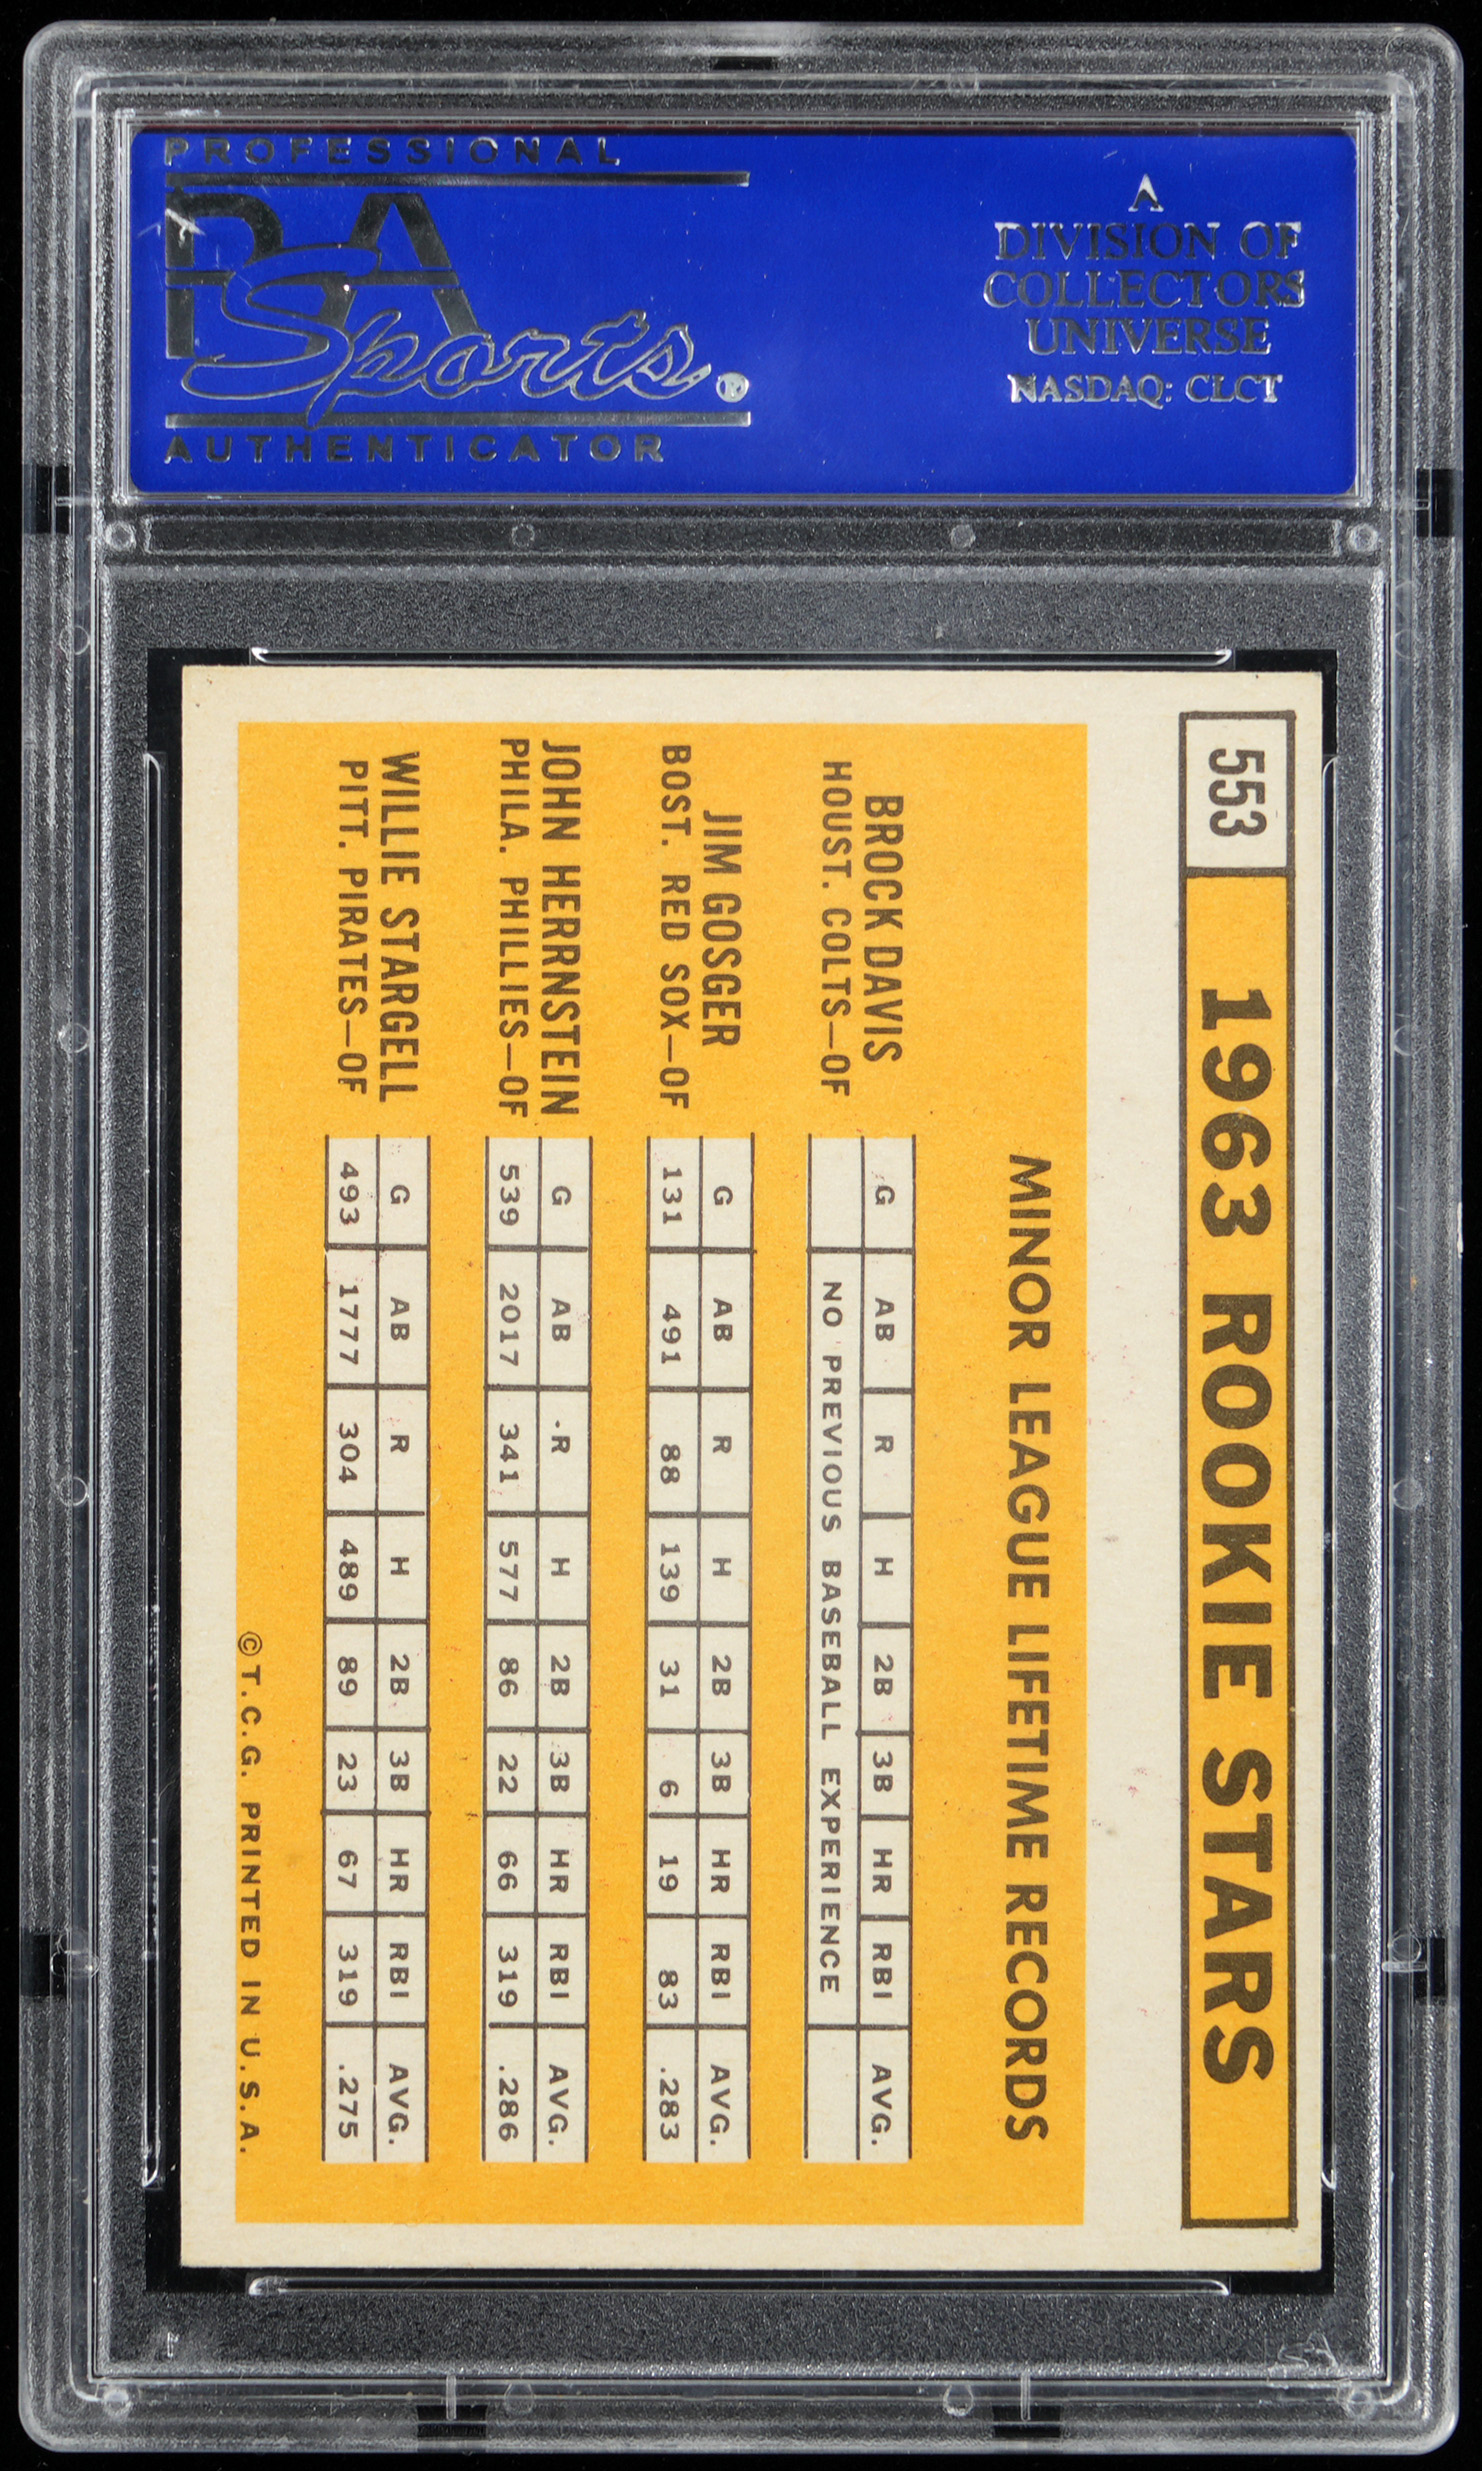 PROFESSIONAL
PSA
Sports®
AUTHENTICATOR
A
DIVISION OF
COLLECTORS
UNIVERSE
NASDAQ: CLCT
553 1963 ROOKIE STARS
MINOR LEAGUE LIFETIME RECORDS
BROCK DAVIS
HOUST. COLTS—OF
G AB R H 2B 3B HR RBI AVG.
NO PREVIOUS BASEBALL EXPERIENCE
JIM GOSGER
BOST. RED SOX—OF
G AB R H 2B 3B HR RBI AVG.
131 491 88 139 31 6 19 83 .283
JOHN HERRNSTEIN
PHILA. PHILLIES—OF
G AB R H 2B 3B HR RBI AVG.
539 2017 341 577 86 22 66 319 .286
WILLIE STARGELL
PITT. PIRATES—OF
G AB R H 2B 3B HR RBI AVG.
493 1777 304 489 89 23 67 319 .275
©T.C.G. PRINTED IN U.S.A.